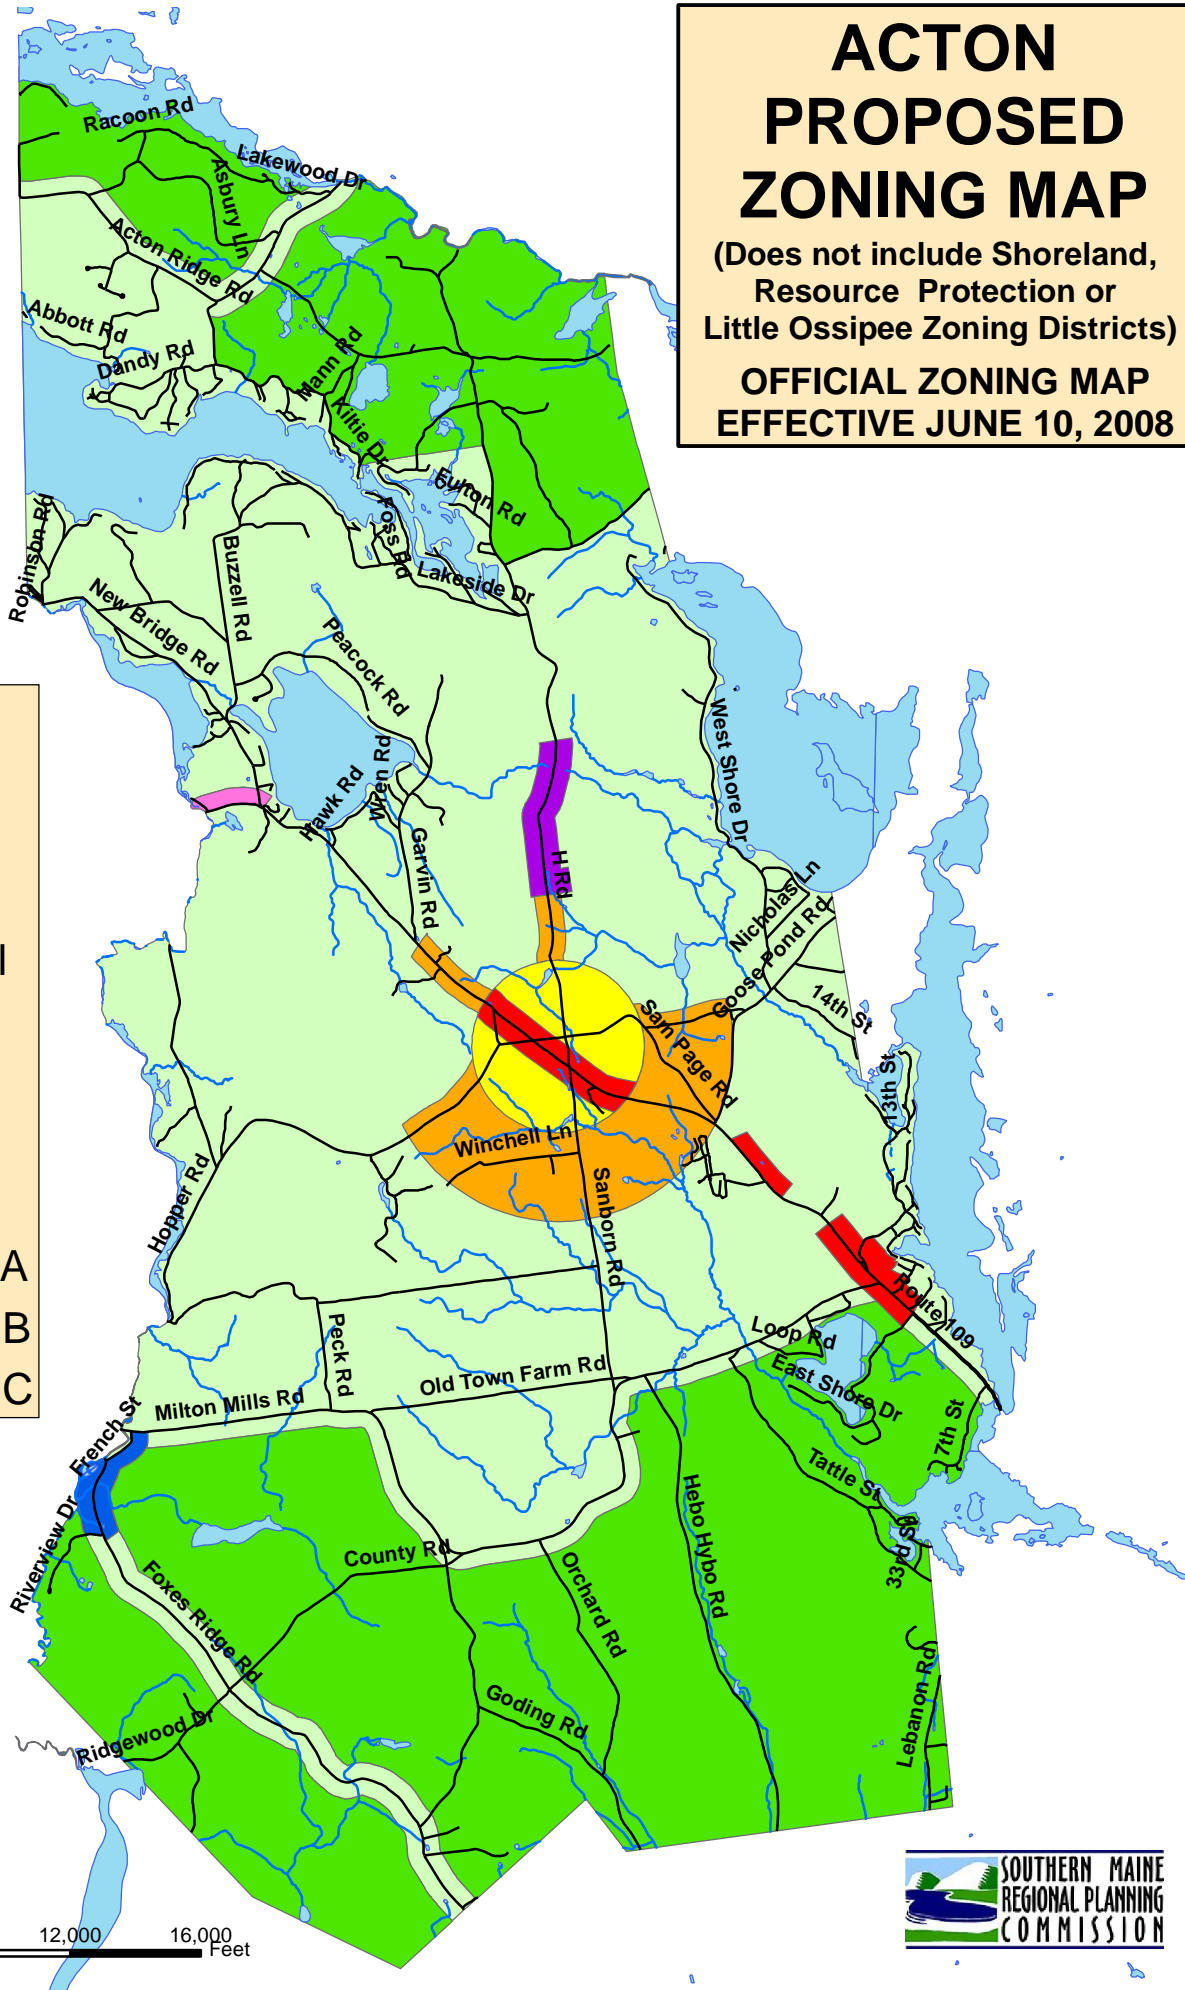 ACTON
PROPOSED
ZONING MAP
(Does not include Shoreland,
Resource Protection or
Little Ossipee Zoning Districts)
OFFICIAL ZONING MAP
EFFECTIVE JUNE 10, 2008
Racoon Rd
Lakewood Dr
Asbury Ln
Acton Ridge Rd
Abbott Rd
Dandy Rd
Mann Rd
Kiltie Dr
Fulton Rd
Foss Rd
Lakeside Dr
Robinson Rd
Buzzell Rd
New Bridge Rd
Peacock Rd
West Shore Dr
Wren Rd
Hawk Rd
Garvin Rd
H Rd
Nicholas Ln
Goose Pond Rd
14th St
Sam Page Rd
13th St
Winchell Ln
Sanborn Rd
Hopper Rd
Route 109
Loop Rd
Peck Rd
Old Town Farm Rd
East Shore Dr
Milton Mills Rd
French St
7th St
Tattle St
Riverview Dr
Hebo Hybo Rd
33rd St
County Rd
Foxes Ridge Rd
Orchard Rd
Goding Rd
Lebanon Rd
Ridgewood Dr
A
B
C
12,000
16,000
Feet
SOUTHERN MAINE
REGIONAL PLANNING
COMMISSION